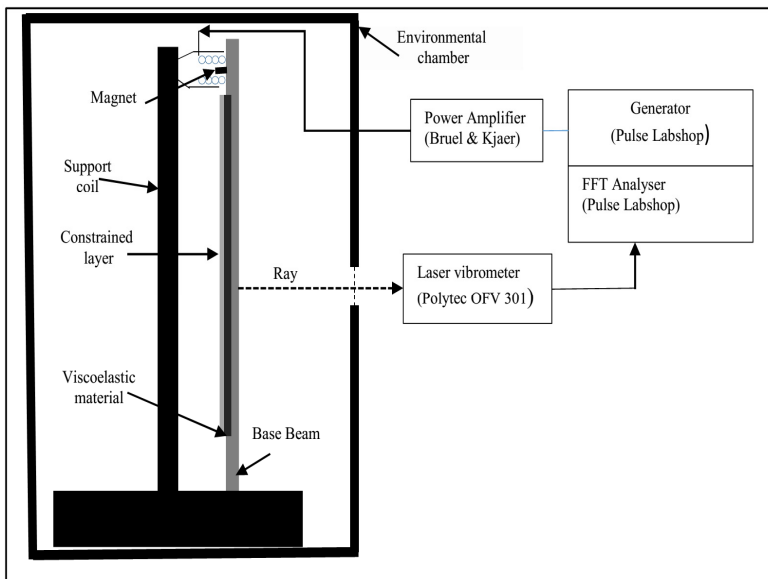 Environmental
chamber
Magnet
Power Amplifier
(Bruel & Kjaer)
Generator
(Pulse Labshop)
FFT Analyser
(Pulse Labshop)
Support
coil
Constrained
layer
Ray
Laser vibrometer
(Polytec OFV 301)
Viscoelastic
material
Base Beam